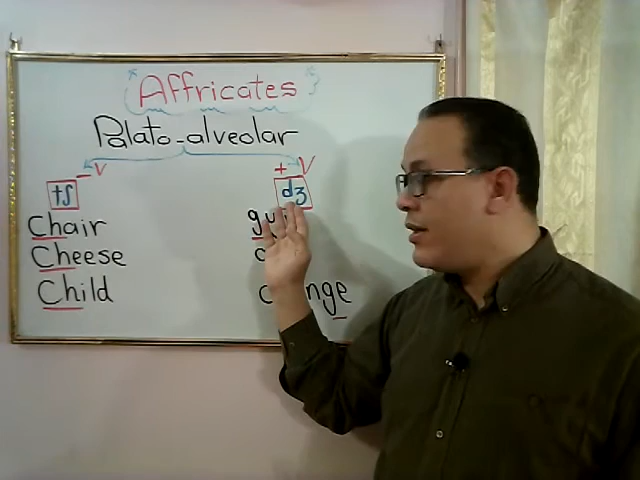 Affricates
Palato-alveolar
-V +V
tʃ dʒ
Chair
Cheese
Child